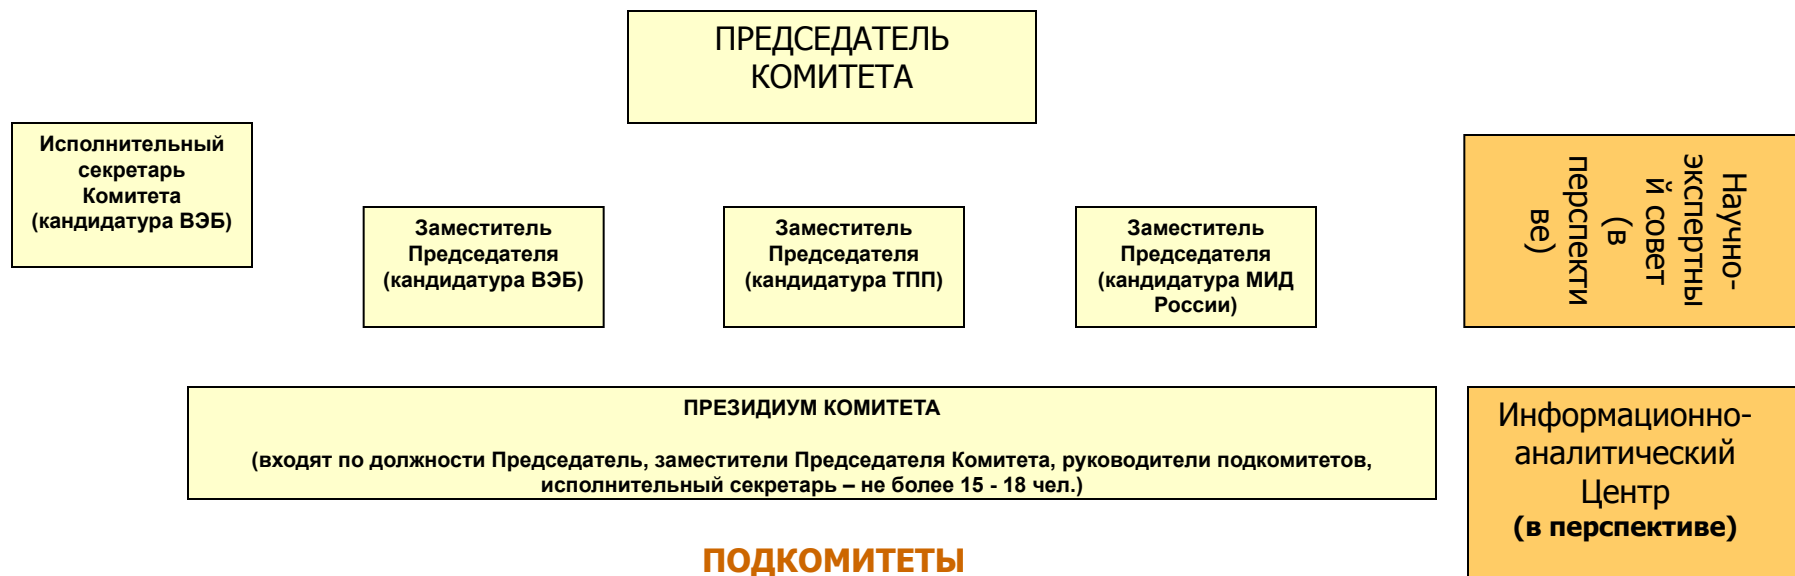 ПРЕДСЕДАТЕЛЬ
КОМИТЕТА
Исполнительный
секретарь
Комитета
(кандидатура ВЭБ)
Заместитель
Председателя
(кандидатура ВЭБ)
Заместитель
Председателя
(кандидатура ТПП)
Заместитель
Председателя
(кандидатура МИД
России)
Научно-
экспертны
й совет
(в
перспекти
ве)
ПРЕЗИДИУМ КОМИТЕТА
(входят по должности Председатель, заместители Председателя Комитета, руководители подкомитетов,
исполнительный секретарь – не более 15 - 18 чел.)
Информационно-
аналитический
Центр
(в перспективе)
ПОДКОМИТЕТЫ